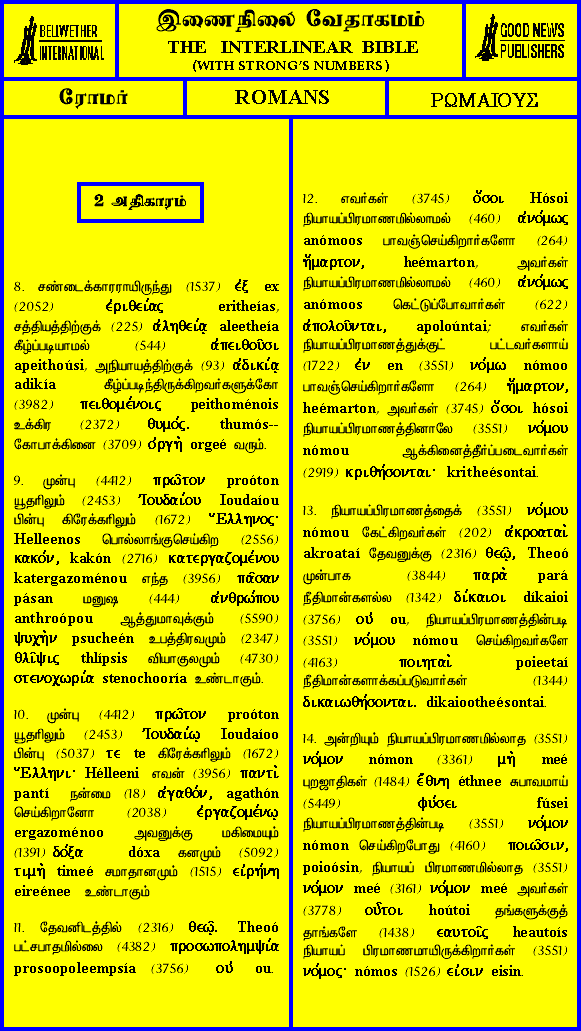 BELLWETHER
INTERNATIONAL
இணைநிலை வேதாகமம்
THE INTERLINEAR BIBLE
(WITH STRONG'S NUMBERS)
GOOD NEWS
PUBLISHERS
ரோமர்
ROMANS
ΡΩΜΑΙΟΥΣ
2 அதிகாரம்
8. சண்டைக்காரராயிருந்து (1537) ἐξ ex
(2052) ἐριθείας eritheías,
சத்தியத்திற்குக் (225) ἀληθείᾳ aleetheía
கீழ்ப்படியாமல் (544) ἀπειθοῦσι
apeithoúsi, அநியாயத்திற்குக் (93) ἀδικίᾳ
adikía கீழ்ப்படிந்திருக்கிறவர்களுக்கோ
(3982) πειθομένοις peithoménois
உக்கிர (2372) θυμός. thumós--
கோபாக்கினை (3709) ὀργὴ orgeé வரும்.
9. முன்பு (4412) πρῶτον proóton
யூதரிலும் (2453) Ἰουδαίου Ioudaíou
பின்பு கிரேக்கரிலும் (1672) Ἕλληνος·
Helleenos பொல்லாங்குசெய்கிற (2556)
κακόν, kakón (2716) κατεργαζομένου
katergazoménou எந்த (3956) πᾶσαν
pásan மனுஷ (444) ἀνθρώπου
anthroópou ஆத்துமாவுக்கும் (5590)
ψυχὴν psucheén உபத்திரவமும் (2347)
θλῖψις thlípsis வியாகுலமும் (4730)
στενοχωρία stenochooría உண்டாகும்.
10. முன்பு (4412) πρῶτον proóton
யூதரிலும் (2453) Ἰουδαίῳ Ioudaíoo
பின்பு (5037) τε te கிரேக்கரிலும் (1672)
Ἕλληνι· Hélleeni எவன் (3956) παντὶ
pantí நன்மை (18) ἀγαθόν, agathón
செய்கிறானோ (2038) ἐργαζομένῳ
ergazoménoo அவனுக்கு மகிமையும்
(1391) δόξα dóxa கனமும் (5092)
τιμὴ timeé சமாதானமும் (1515) εἰρήνη
eireénee உண்டாகும்
11. தேவனிடத்தில் (2316) θεῷ. Theoó
பட்சபாதமில்லை (4382) προσωπολημψία
prosoopoleempsía (3756) οὐ ou.
12. எவர்கள் (3745) ὅσοι Hósoi
நியாயப்பிரமாணமில்லாமல் (460) ἀνόμως
anómoos பாவஞ்செய்கிறார்களோ (264)
ἥμαρτον, heémarton, அவர்கள்
நியாயப்பிரமாணமில்லாமல் (460) ἀνόμως
anómoos கெட்டுப்போவார்கள் (622)
ἀπολοῦνται, apoloúntai; எவர்கள்
நியாயப்பிரமாணத்துக்குட் பட்டவர்களாய்
(1722) ἐν en (3551) νόμω nómoo
பாவஞ்செய்கிறார்களோ (264) ἥμαρτον,
heémarton, அவர்கள் (3745) ὅσοι hósoi
நியாயப்பிரமாணத்தினாலே (3551) νόμου
nómou ஆக்கினைத்தீர்ப்படைவார்கள்
(2919) κριθήσονται· kritheésontai.
13. நியாயப்பிரமாணத்தைக் (3551) νόμου
nómou கேட்கிறவர்கள் (202) ἀκροαταὶ
akroataí தேவனுக்கு (2316) θεῷ, Theoó
முன்பாக (3844) παρὰ pará
நீதிமான்களல்ல (1342) δίκαιοι díkaioi
(3756) οὐ ou, நியாயப்பிரமாணத்தின்படி
(3551) νόμου nómou செய்கிறவர்களே
(4163) ποιηταὶ poieetaí
நீதிமான்களாக்கப்படுவார்கள் (1344)
δικαιωθήσονται. dikaiootheésontai.
14. அன்றியும் நியாயப்பிரமாணமில்லாத (3551)
νόμον nómon (3361) μὴ meé
புறஜாதிகள் (1484) ἔθνη éthnee சுபாவமாய்
(5449) φύσει fúsei
நியாயப்பிரமாணத்தின்படி (3551) νόμον
nómon செய்கிறபோது (4160) ποιῶσιν,
poioósin, நியாயப் பிரமாணமில்லாத (3551)
νόμον meé (3161) νόμον meé அவர்கள்
(3778) οὗτοι hoútoi தங்களுக்குத்
தாங்களே (1438) ἑαυτοῖς heautoís
நியாயப் பிரமாணமாயிருக்கிறார்கள் (3551)
νόμος· nómos (1526) εἰσιν eisin.